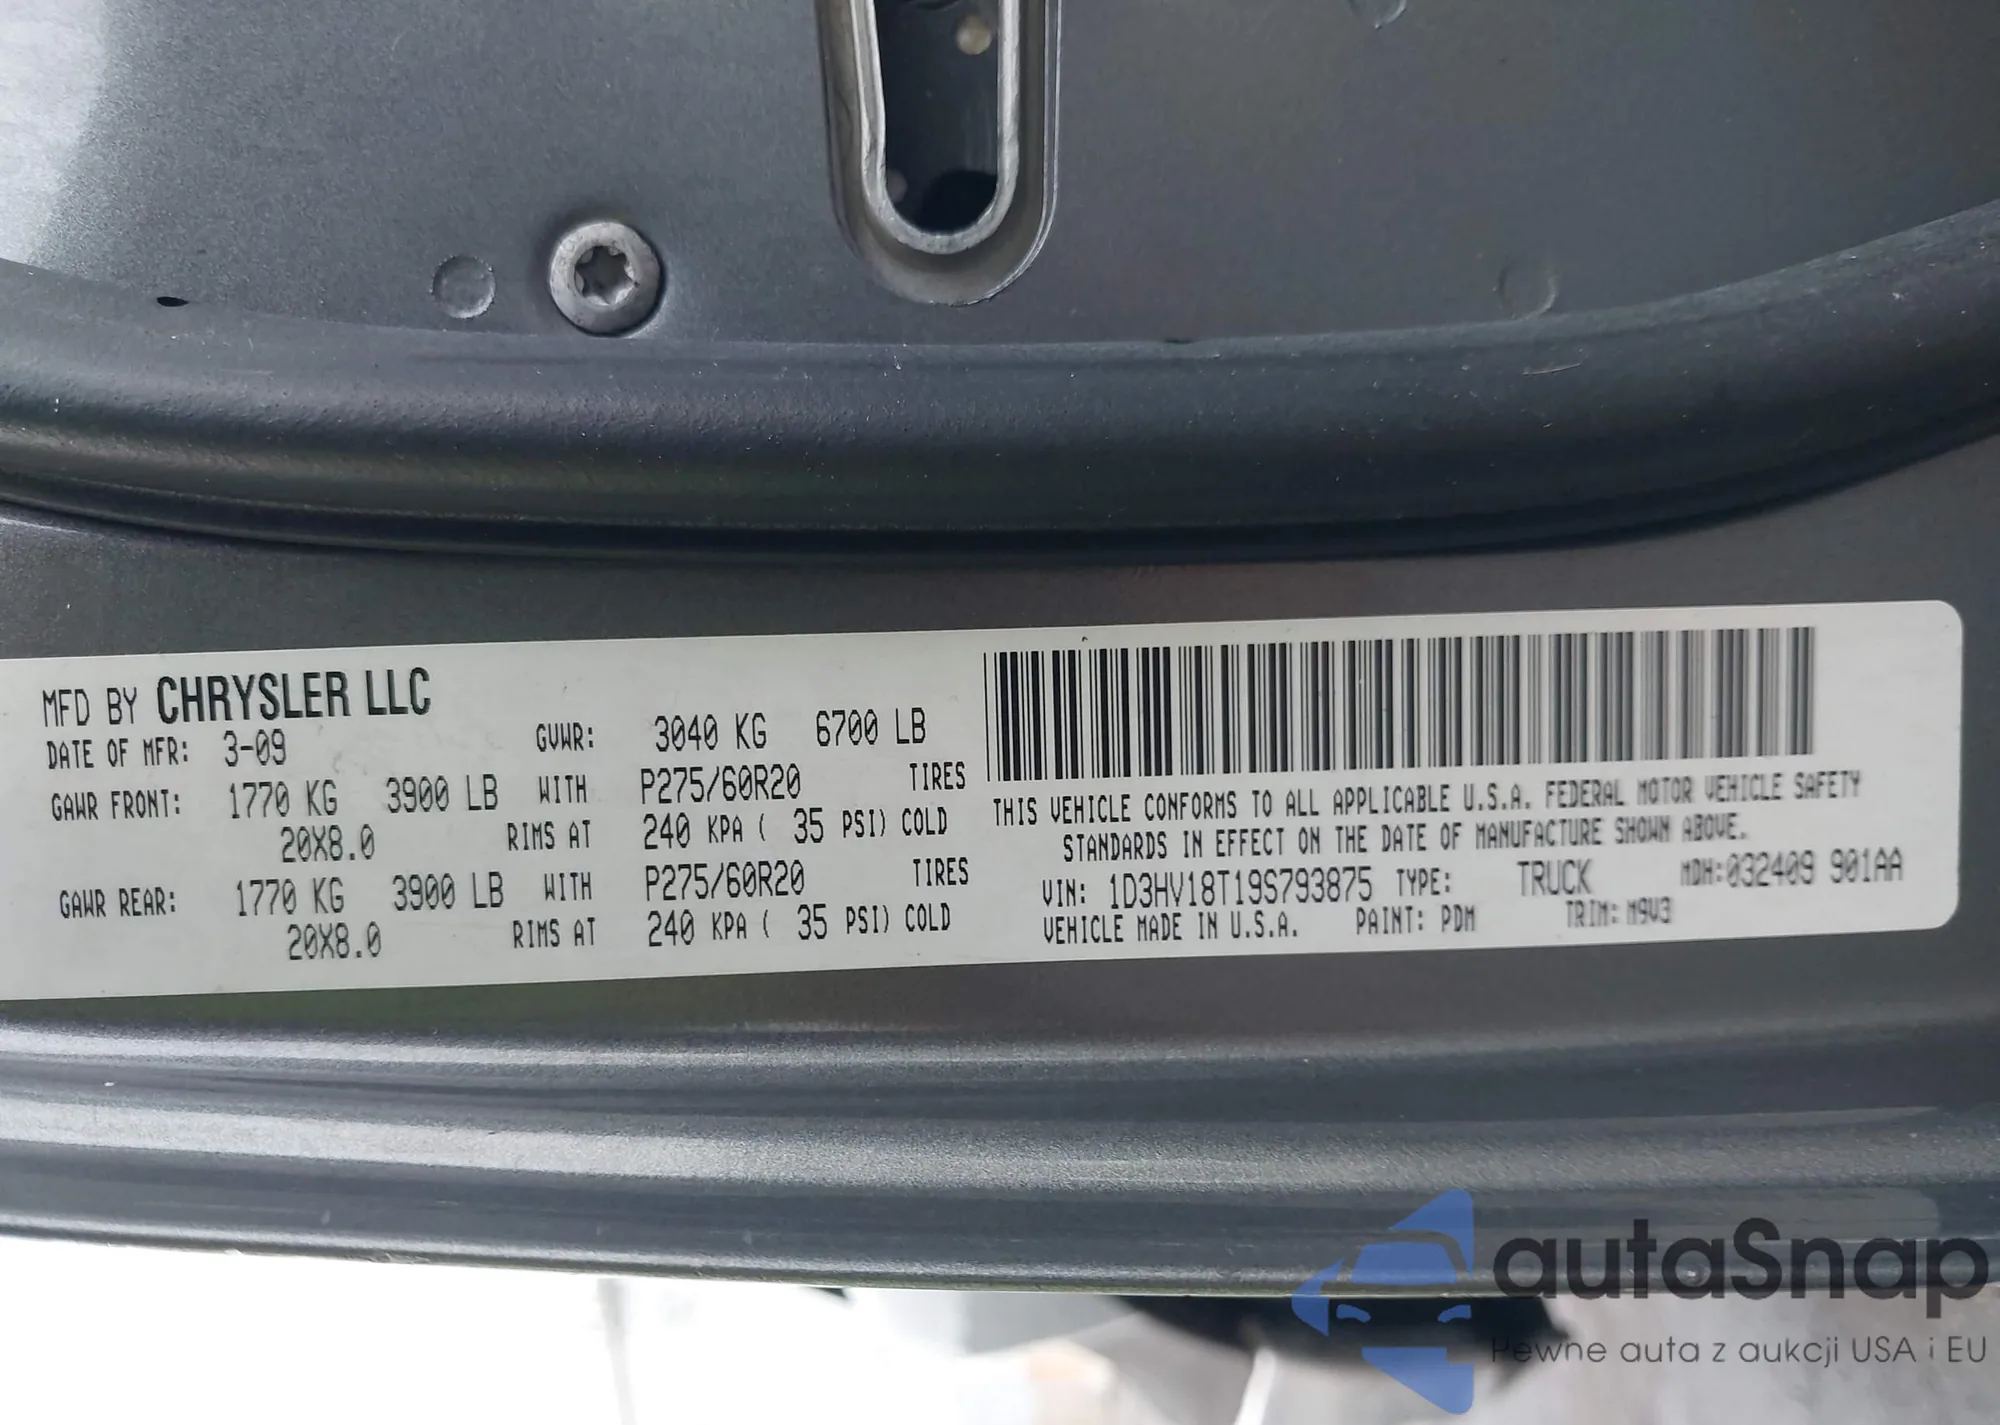 MFD BY CHRYSLER LLC
DATE OF MFR: 3-09 GVWR: 3040 KG 6700 LB
GAWR FRONT: 1770 KG 3900 LB WITH P275/60R20 TIRES
20X8.0 RIMS AT 240 KPA ( 35 PSI) COLD
GAWR REAR: 1770 KG 3900 LB WITH P275/60R20 TIRES
20X8.0 RIMS AT 240 KPA ( 35 PSI) COLD
THIS VEHICLE CONFORMS TO ALL APPLICABLE U.S.A. FEDERAL MOTOR VEHICLE SAFETY
STANDARDS IN EFFECT ON THE DATE OF MANUFACTURE SHOWN ABOVE.
VIN: 1D3HV18T19S793875 TYPE: TRUCK MDH:032409 901AA
VEHICLE MADE IN U.S.A. PAINT: PDM TRIM: M9V3
autaSnap
Pewne auta z aukcji USA i EU